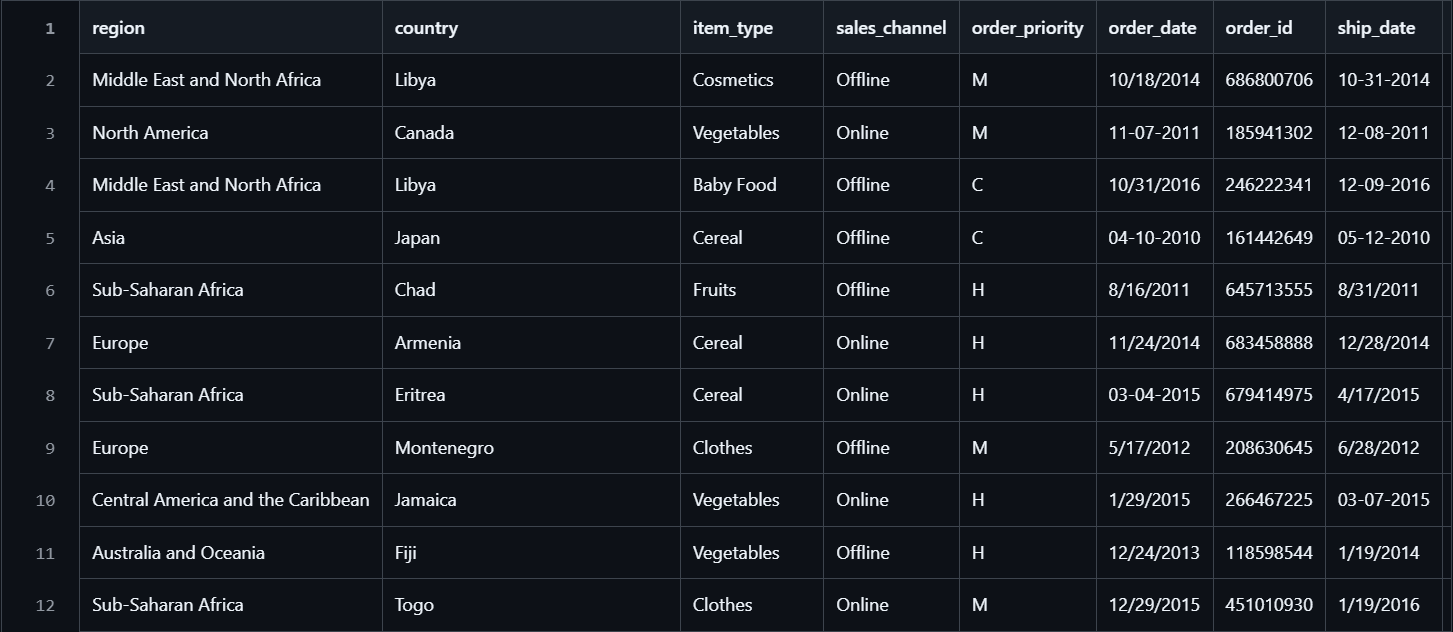 1 region country item_type sales_channel order_priority order_date order_id ship_date
2 Middle East and North Africa Libya Cosmetics Offline M 10/18/2014 686800706 10-31-2014
3 North America Canada Vegetables Online M 11-07-2011 185941302 12-08-2011
4 Middle East and North Africa Libya Baby Food Offline C 10/31/2016 246222341 12-09-2016
5 Asia Japan Cereal Offline C 04-10-2010 161442649 05-12-2010
6 Sub-Saharan Africa Chad Fruits Offline H 8/16/2011 645713555 8/31/2011
7 Europe Armenia Cereal Online H 11/24/2014 683458888 12/28/2014
8 Sub-Saharan Africa Eritrea Cereal Online H 03-04-2015 679414975 4/17/2015
9 Europe Montenegro Clothes Offline M 5/17/2012 208630645 6/28/2012
10 Central America and the Caribbean Jamaica Vegetables Online H 1/29/2015 266467225 03-07-2015
11 Australia and Oceania Fiji Vegetables Offline H 12/24/2013 118598544 1/19/2014
12 Sub-Saharan Africa Togo Clothes Online M 12/29/2015 451010930 1/19/2016